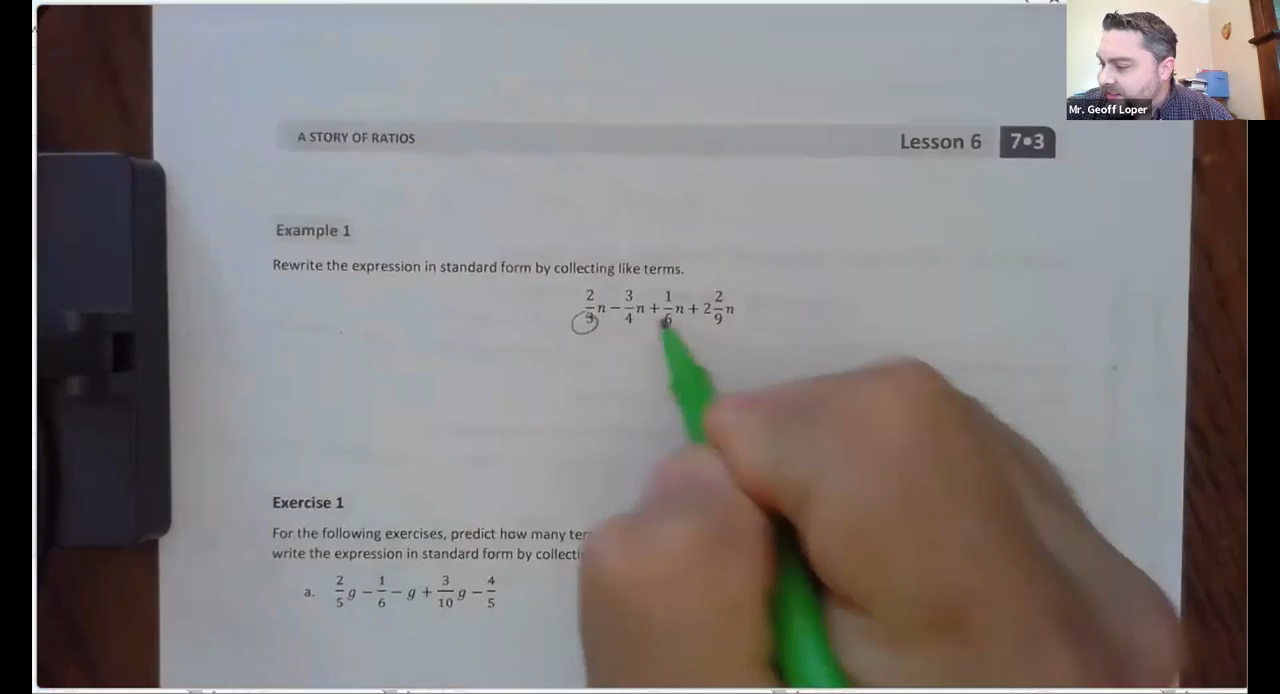 Mr. Geoff Loper
A STORY OF RATIOS
Lesson 6 7•3
Example 1
Rewrite the expression in standard form by collecting like terms.
2/3 n − 3/4 n + 1/6 n + 2 2/9 n
Exercise 1
For the following exercises, predict how many
write the expression in standard form by
a. 2/5 g − 1/6 − g + 3/10 g − 4/5